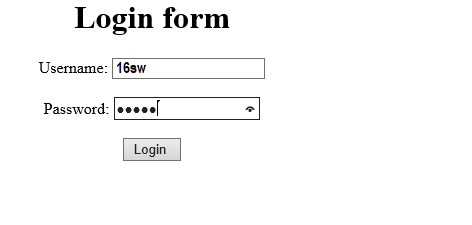 Login form
Username: 16sw
Password: •••••
Login